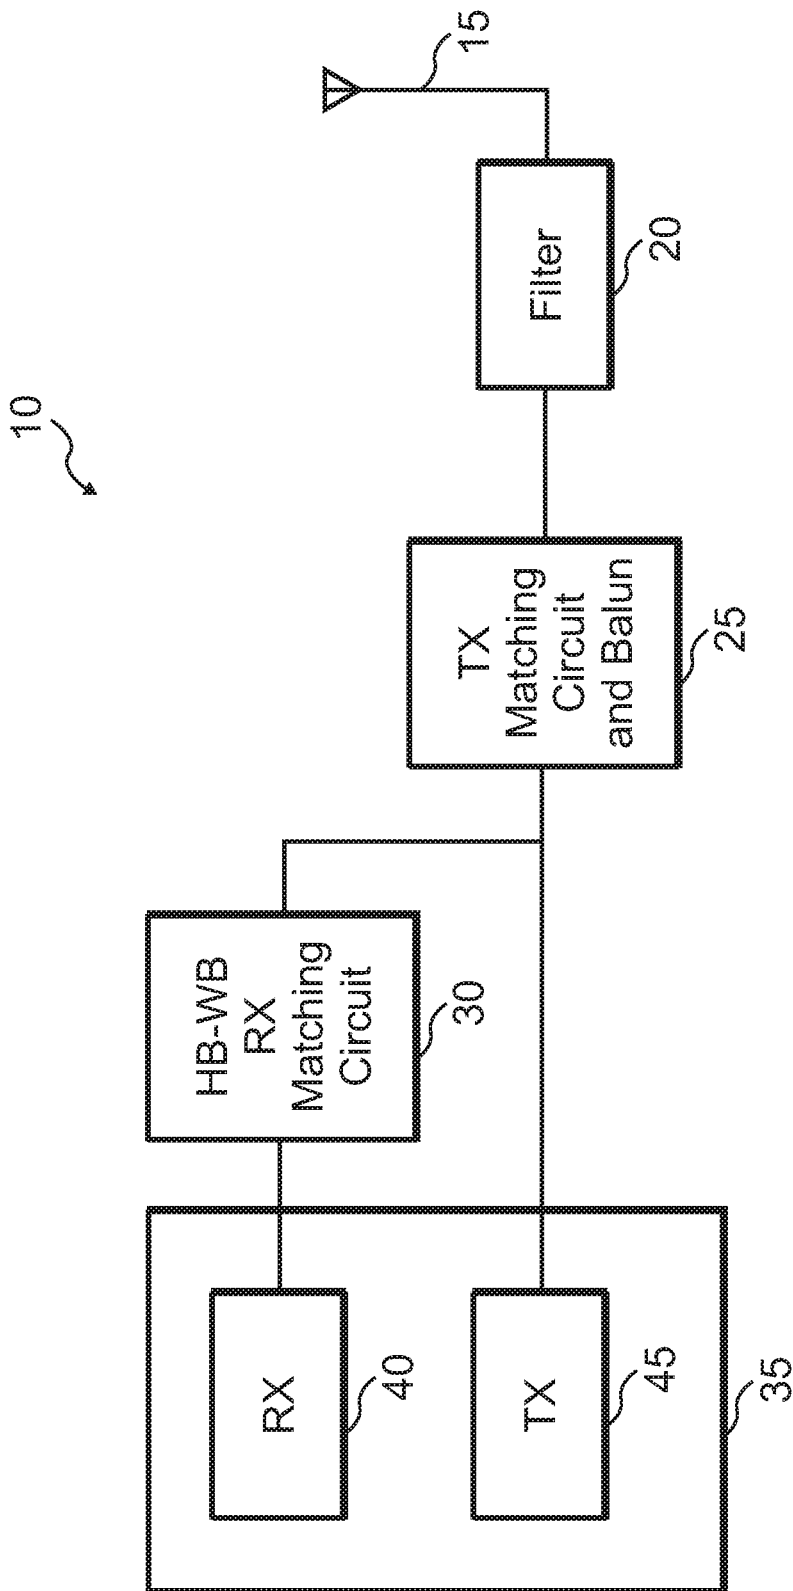 10
15
Filter
20
TX
Matching
Circuit
and Balun
25
HB-WB
RX
Matching
Circuit
30
RX
40
TX
45
35